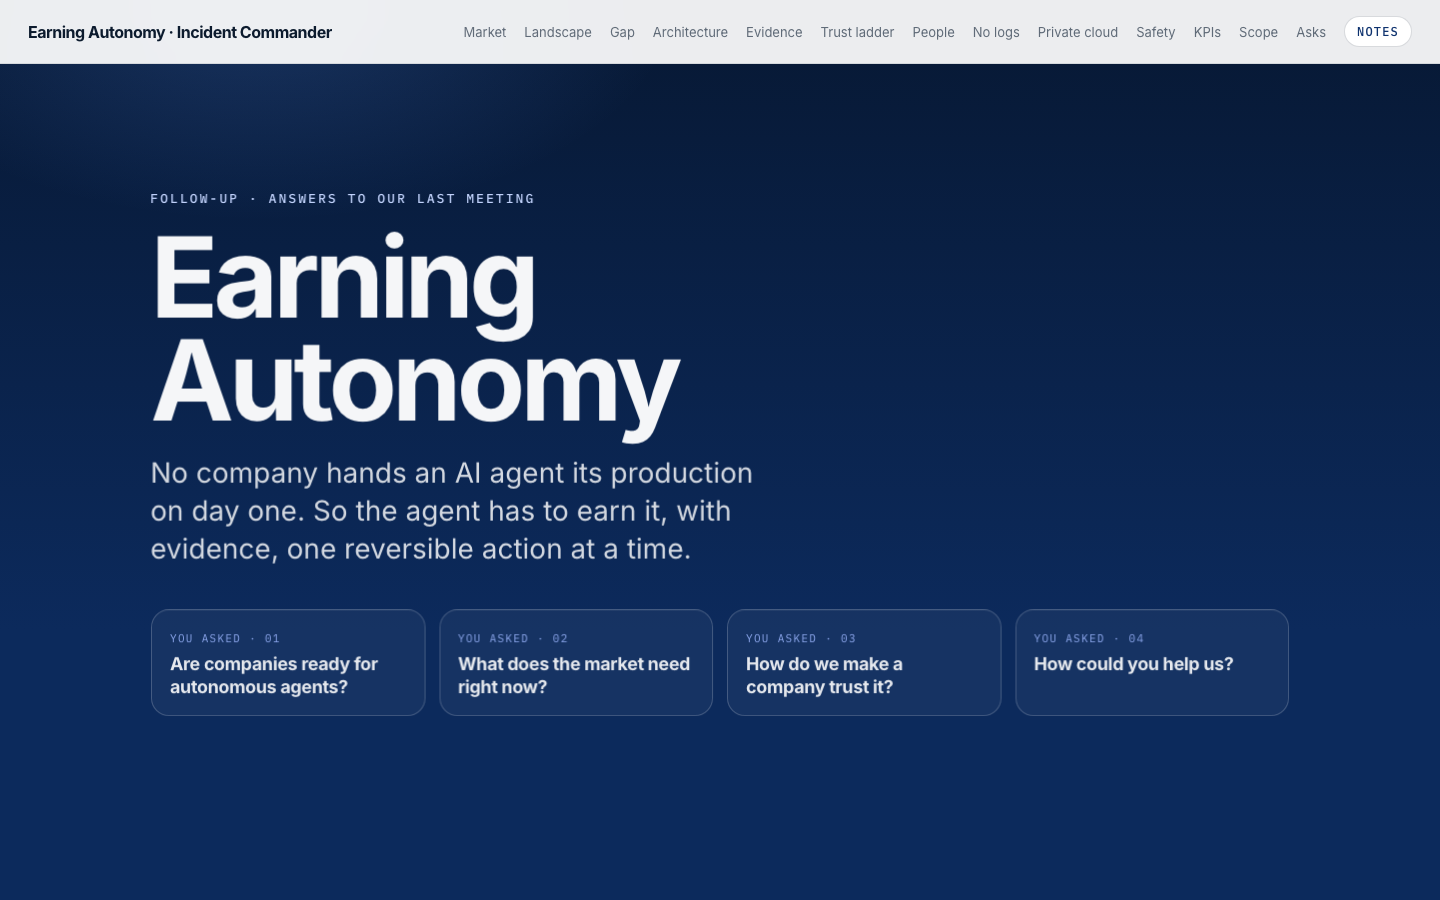 Earning Autonomy · Incident Commander
Market Landscape Gap Architecture Evidence Trust ladder People No logs Private cloud Safety KPIs Scope Asks NOTES
FOLLOW-UP · ANSWERS TO OUR LAST MEETING
Earning
Autonomy
No company hands an AI agent its production
on day one. So the agent has to earn it, with
evidence, one reversible action at a time.
YOU ASKED · 01
Are companies ready for
autonomous agents?
YOU ASKED · 02
What does the market need
right now?
YOU ASKED · 03
How do we make a
company trust it?
YOU ASKED · 04
How could you help us?